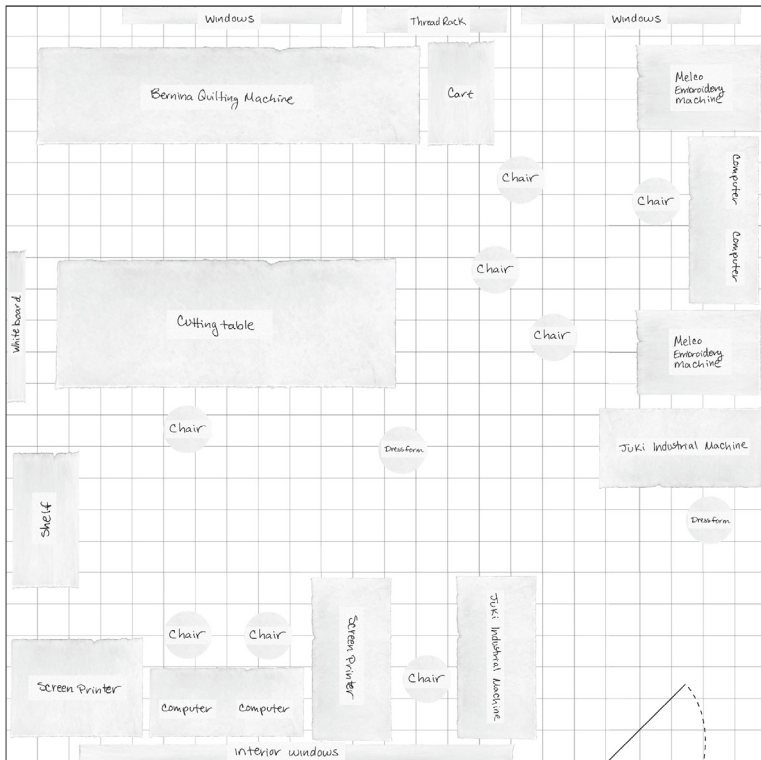 Windows
Thread Rack
Windows
Bernina Quilting Machine
Cart
Melco
Embroidery
machine
Chair
Chair
Computer
Computer
Chair
Whiteboard
Cutting table
Chair
Melco
Embroidery
machine
Chair
Dressform
Juki Industrial Machine
Shelf
Dressform
Chair
Chair
Screen Printer
Juki Industrial Machine
Chair
Screen Printer
Computer
Computer
Interior windows